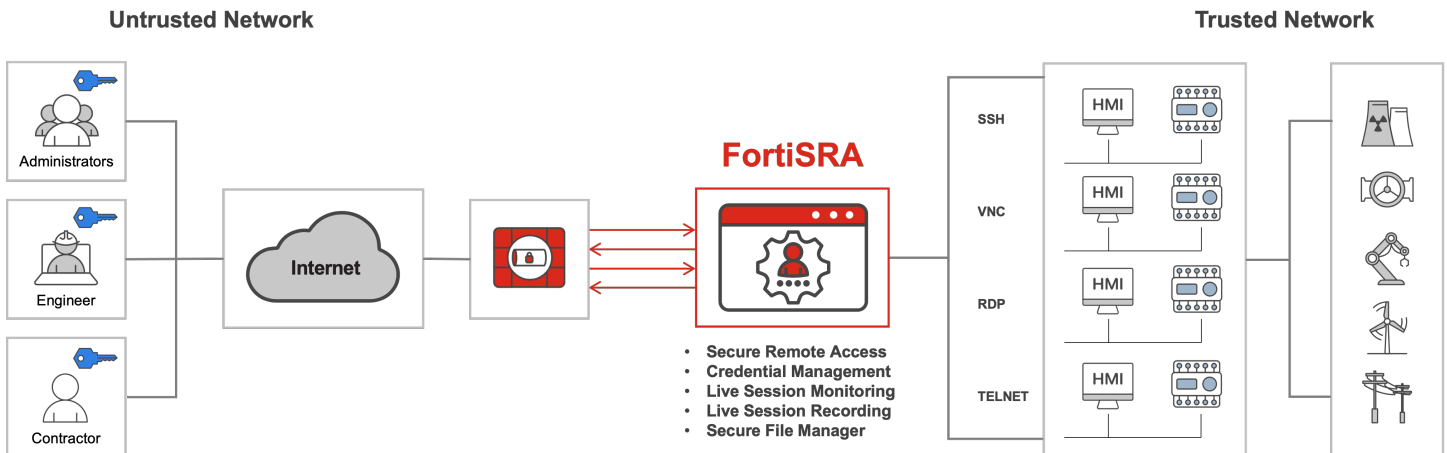 Untrusted Network
Trusted Network
Administrators
Engineer
Contractor
Internet
FortiSRA
• Secure Remote Access
• Credential Management
• Live Session Monitoring
• Live Session Recording
• Secure File Manager
SSH
HMI
VNC
HMI
RDP
HMI
TELNET
HMI